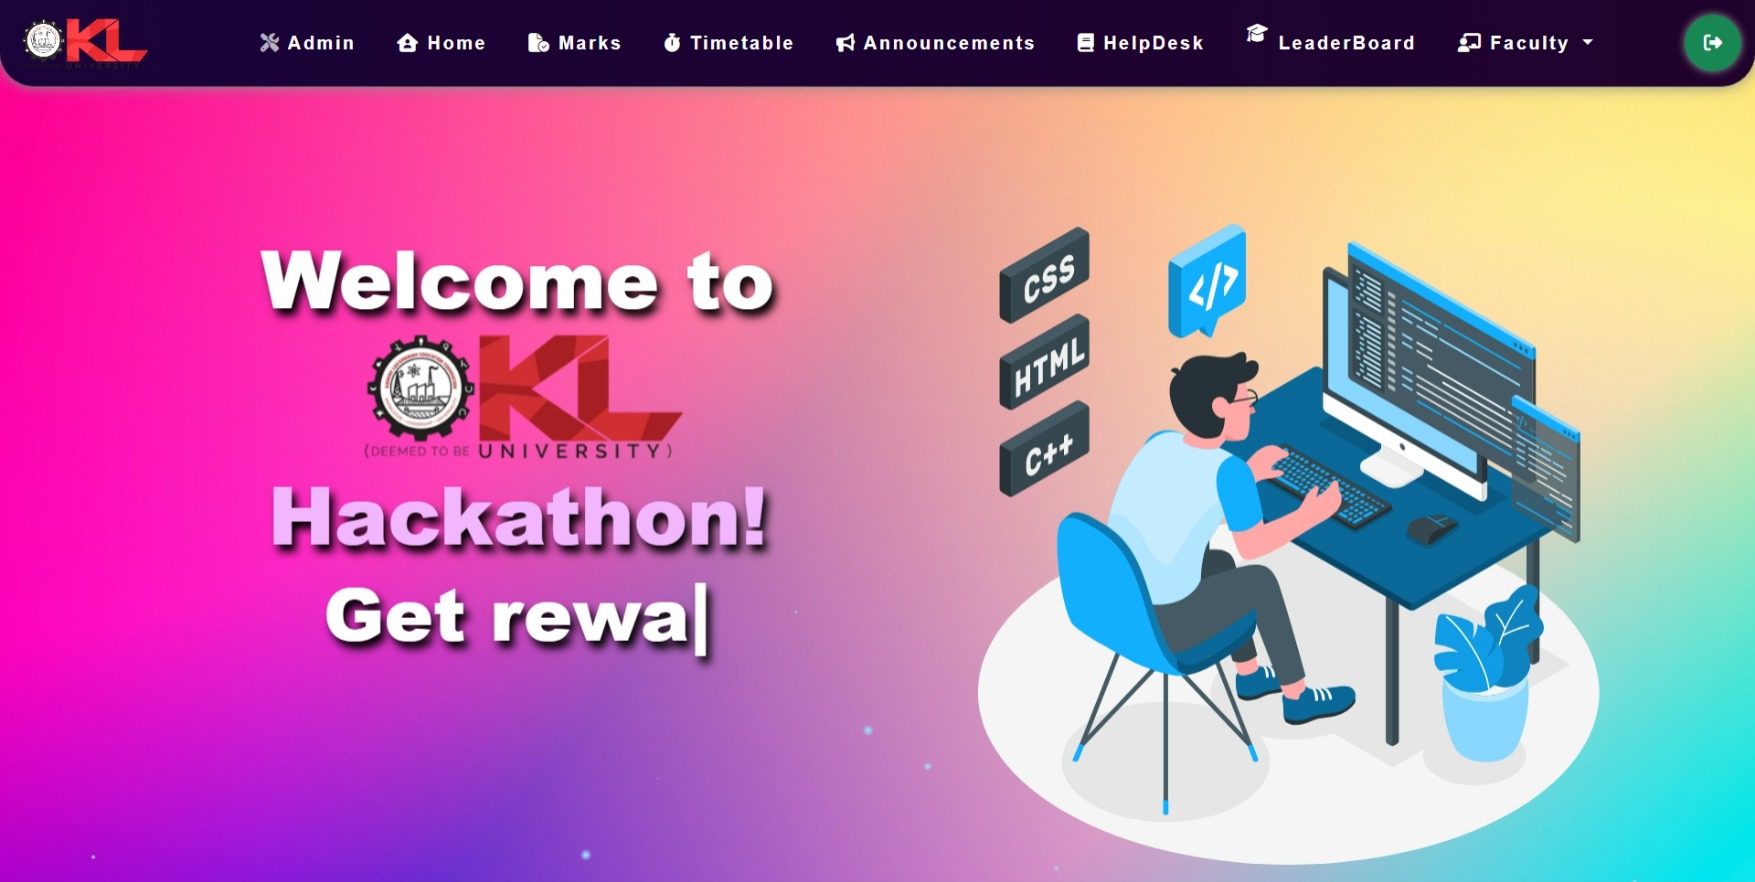 KL
UNIVERSITY
Admin
Home
Marks
Timetable
Announcements
HelpDesk
LeaderBoard
Faculty
Welcome to
KL
(DEEMED TO BE UNIVERSITY)
Hackathon!
Get rewa|
CSS
HTML
C++
</>